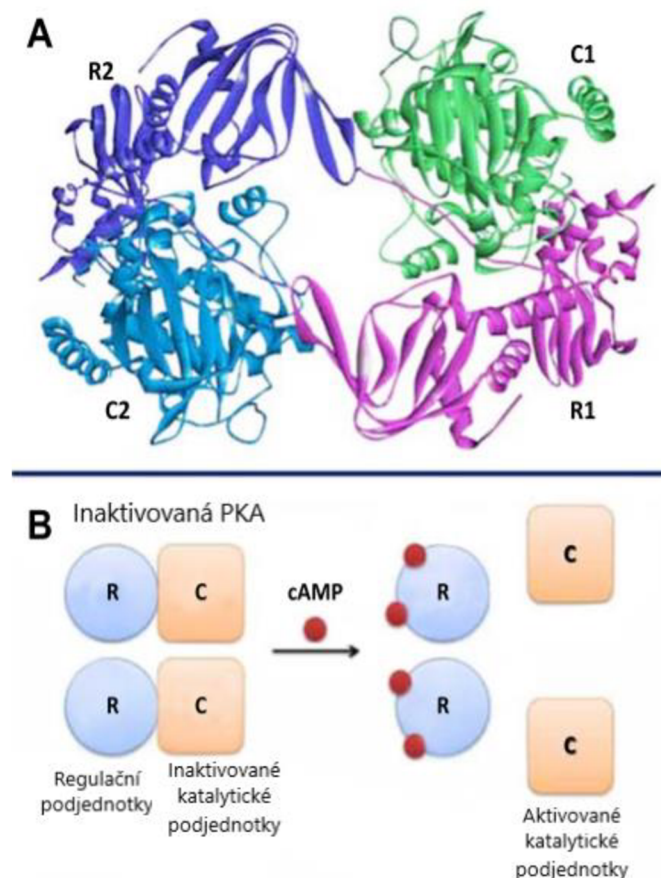 A
R2
C1
C2
R1
B
Inaktivovaná PKA
R
C
cAMP
R
C
R
C
R
C
Regulační
podjednotky
Inaktivované
katalytické
podjednotky
Aktivované
katalytické
podjednotky